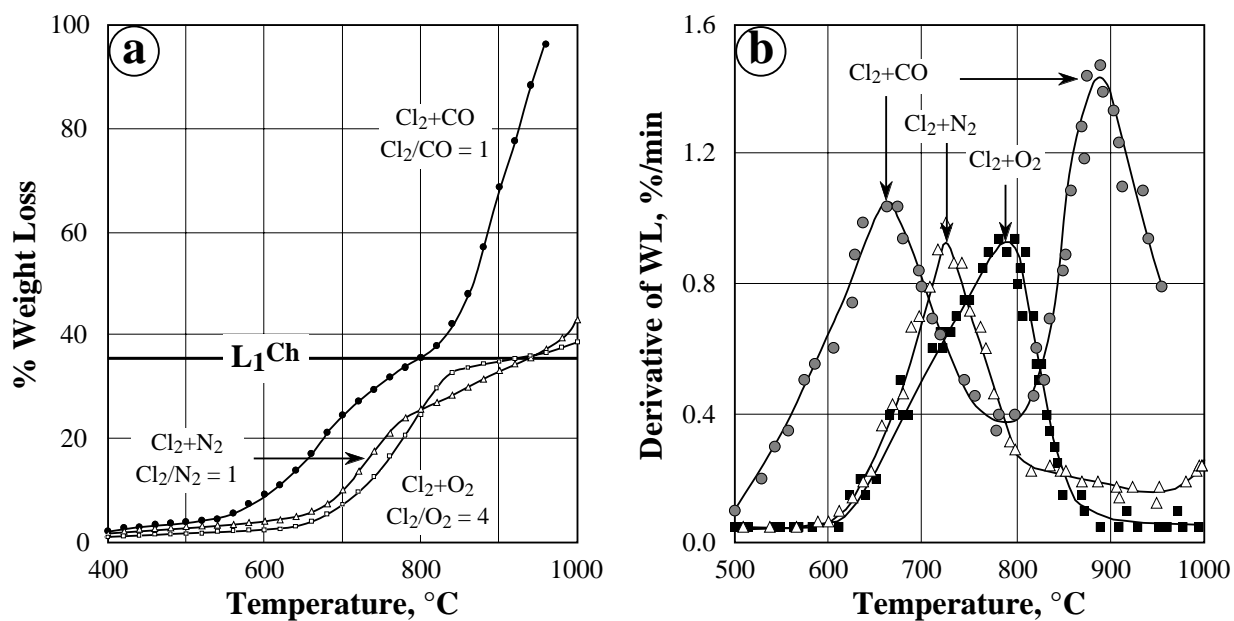 a
% Weight Loss
100
80
60
40
20
0
400
600
800
1000
Temperature, °C
Cl₂+CO
Cl₂/CO = 1
L₁Ch
Cl₂+N₂
Cl₂/N₂ = 1
Cl₂+O₂
Cl₂/O₂ = 4
b
Derivative of WL, %/min
1.6
1.2
0.8
0.4
0.0
500
600
700
800
900
1000
Temperature, °C
Cl₂+CO
Cl₂+N₂
Cl₂+O₂